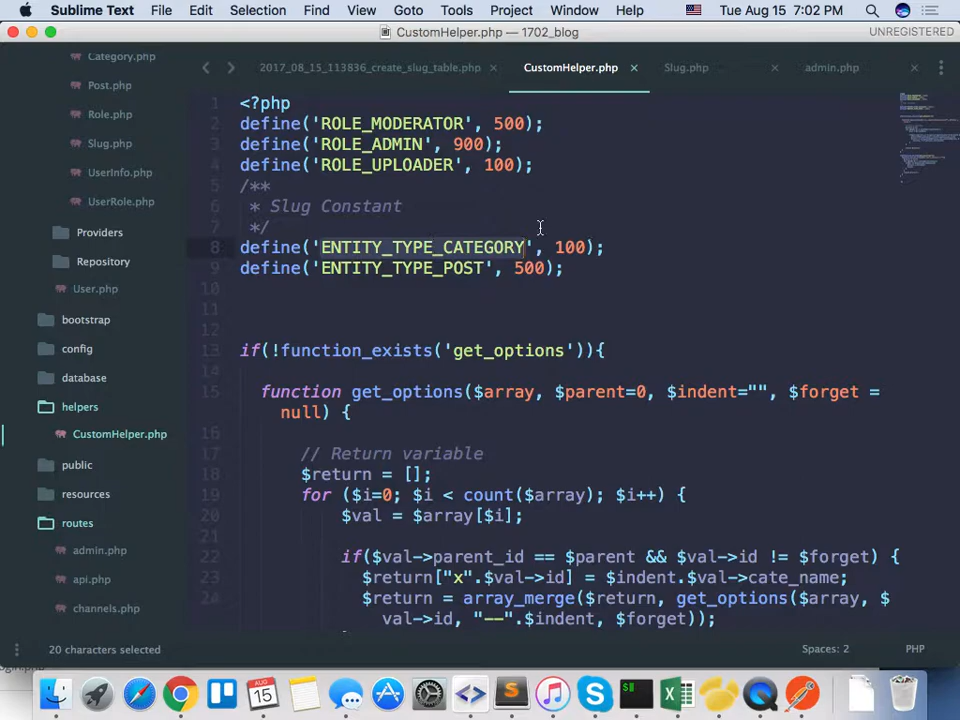 Sublime Text File Edit Selection Find View Goto Tools Project Window Help Tue Aug 15 7:02 PM
CustomHelper.php — 1702_blog UNREGISTERED
2017_08_15_113836_create_slug_table.php CustomHelper.php Slug.php admin.php
Category.php
Post.php
Role.php
Slug.php
UserInfo.php
UserRole.php
Providers
Repository
User.php
bootstrap
config
database
helpers
CustomHelper.php
public
resources
routes
admin.php
api.php
channels.php
1 <?php
2 define('ROLE_MODERATOR', 500);
3 define('ROLE_ADMIN', 900);
4 define('ROLE_UPLOADER', 100);
5 /**
6 * Slug Constant
7 */
8 define('ENTITY_TYPE_CATEGORY', 100);
9 define('ENTITY_TYPE_POST', 500);
10
11
12
13 if(!function_exists('get_options')){
14
15 function get_options($array, $parent=0, $indent="", $forget =
null) {
16
17 // Return variable
18 $return = [];
19 for ($i=0; $i < count($array); $i++) {
20 $val = $array[$i];
21
22 if($val->parent_id == $parent && $val->id != $forget) {
23 $return["x".$val->id] = $indent.$val->cate_name;
24 $return = array_merge($return, get_options($array, $
val->id, "--".$indent, $forget));
20 characters selected Spaces: 2 PHP
AUG
15